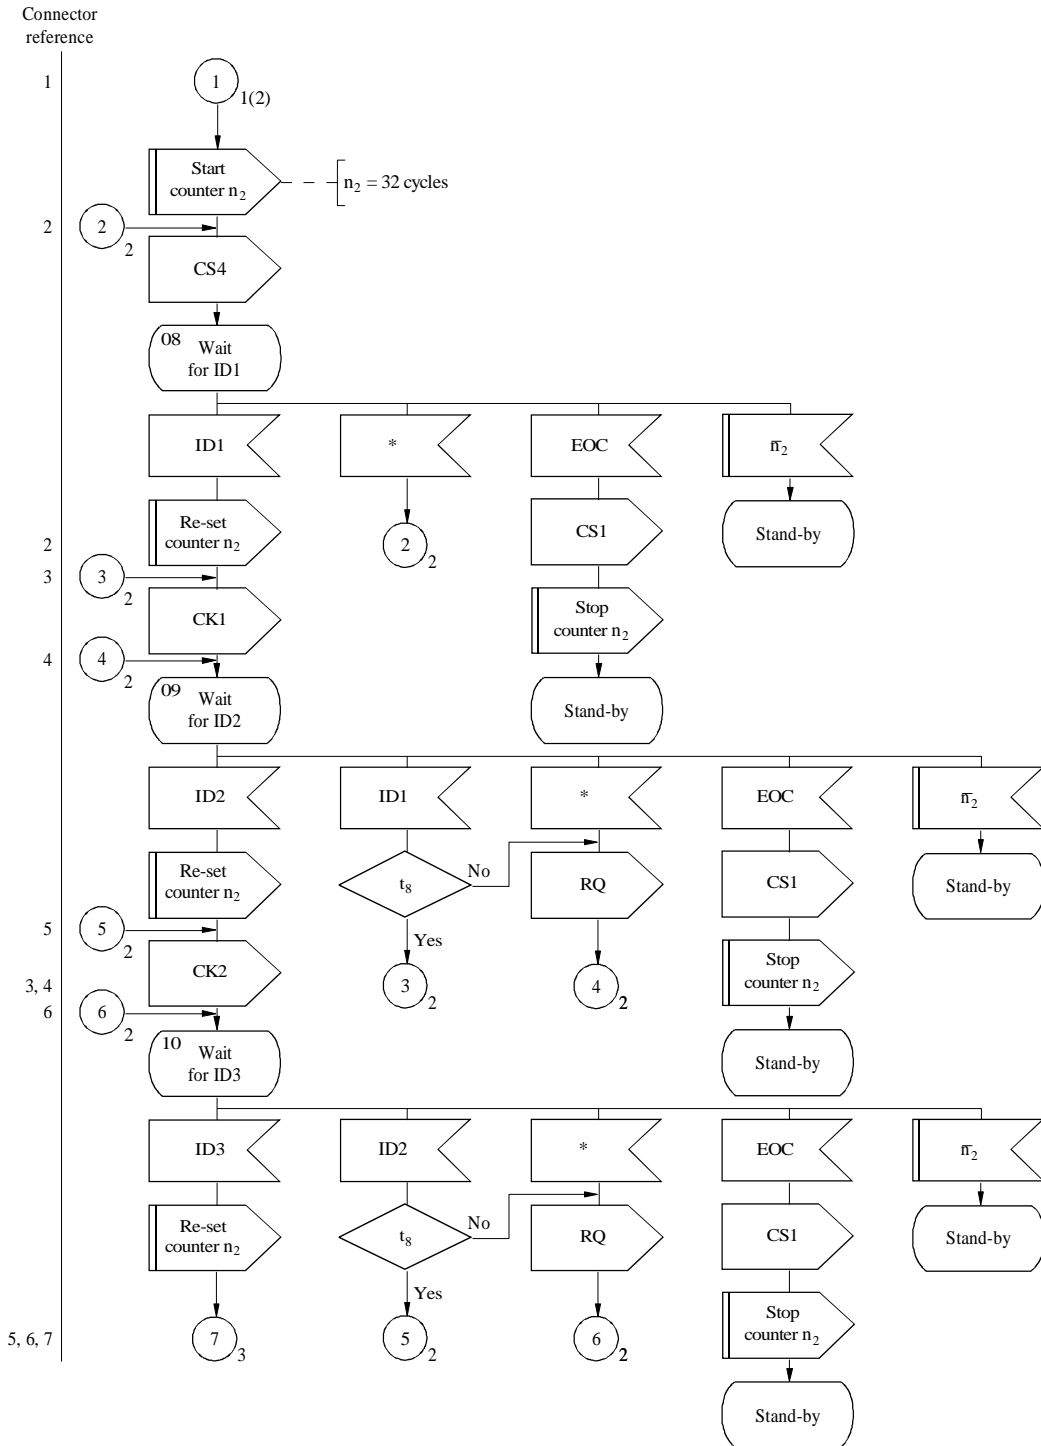 Connector
reference
1
1
1(2)
Start
counter n₂
n₂ = 32 cycles
2
2
2
CS4
08
Wait
for ID1
ID1
*
EOC
n̅₂
Re-set
counter n₂
2
2
CS1
Stand-by
2
3
3
2
CK1
Stop
counter n₂
4
4
2
09
Wait
for ID2
Stand-by
ID2
ID1
*
EOC
n̅₂
Re-set
counter n₂
t₈
No
RQ
CS1
Stand-by
5
5
2
Yes
CK2
3
2
4
2
Stop
counter n₂
3, 4
6
6
2
10
Wait
for ID3
Stand-by
ID3
ID2
*
EOC
n̅₂
Re-set
counter n₂
t₈
No
RQ
CS1
Stand-by
Yes
5, 6, 7
7
3
5
2
6
2
Stop
counter n₂
Stand-by